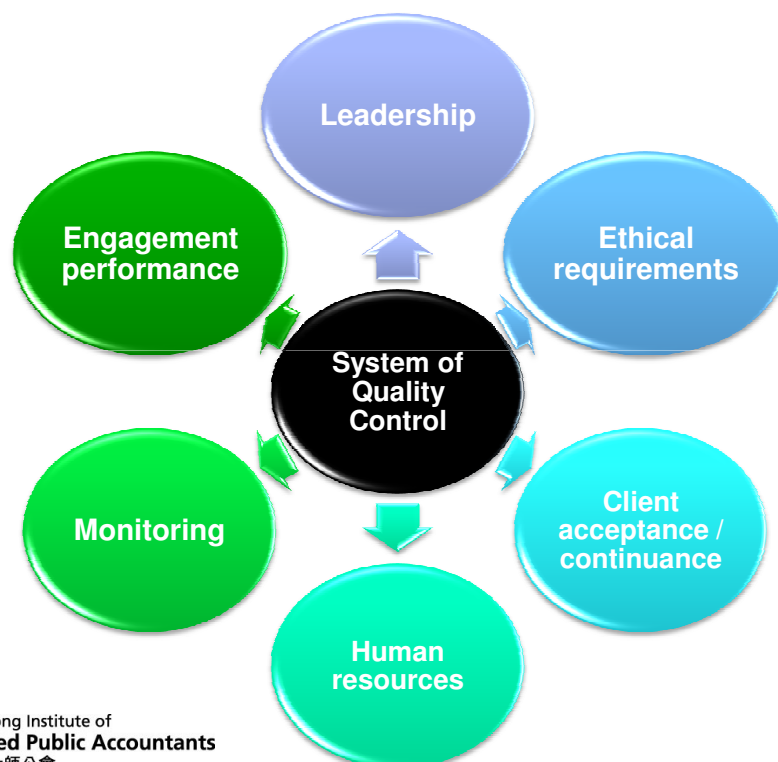 Leadership
Engagement
performance
Ethical
requirements
System of
Quality
Control
Monitoring
Client
acceptance /
continuance
Human
resources
ong Institute of
ed Public Accountants